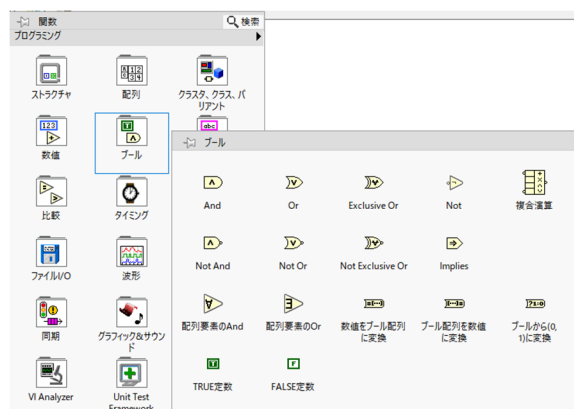 関数
検索
プログラミング
ストラクチャ
配列
クラスタ、クラス、バリアント
数値
ブール
ブール
比較
タイミング
And
Or
Exclusive Or
Not
複合演算
ファイルI/O
波形
Not And
Not Or
Not Exclusive Or
Implies
同期
グラフィック&サウンド
配列要素のAnd
配列要素のOr
数値をブール配列に変換
ブール配列を数値に変換
ブールから(0,1)に変換
VI Analyzer
Unit Test
Framework
TRUE定数
FALSE定数